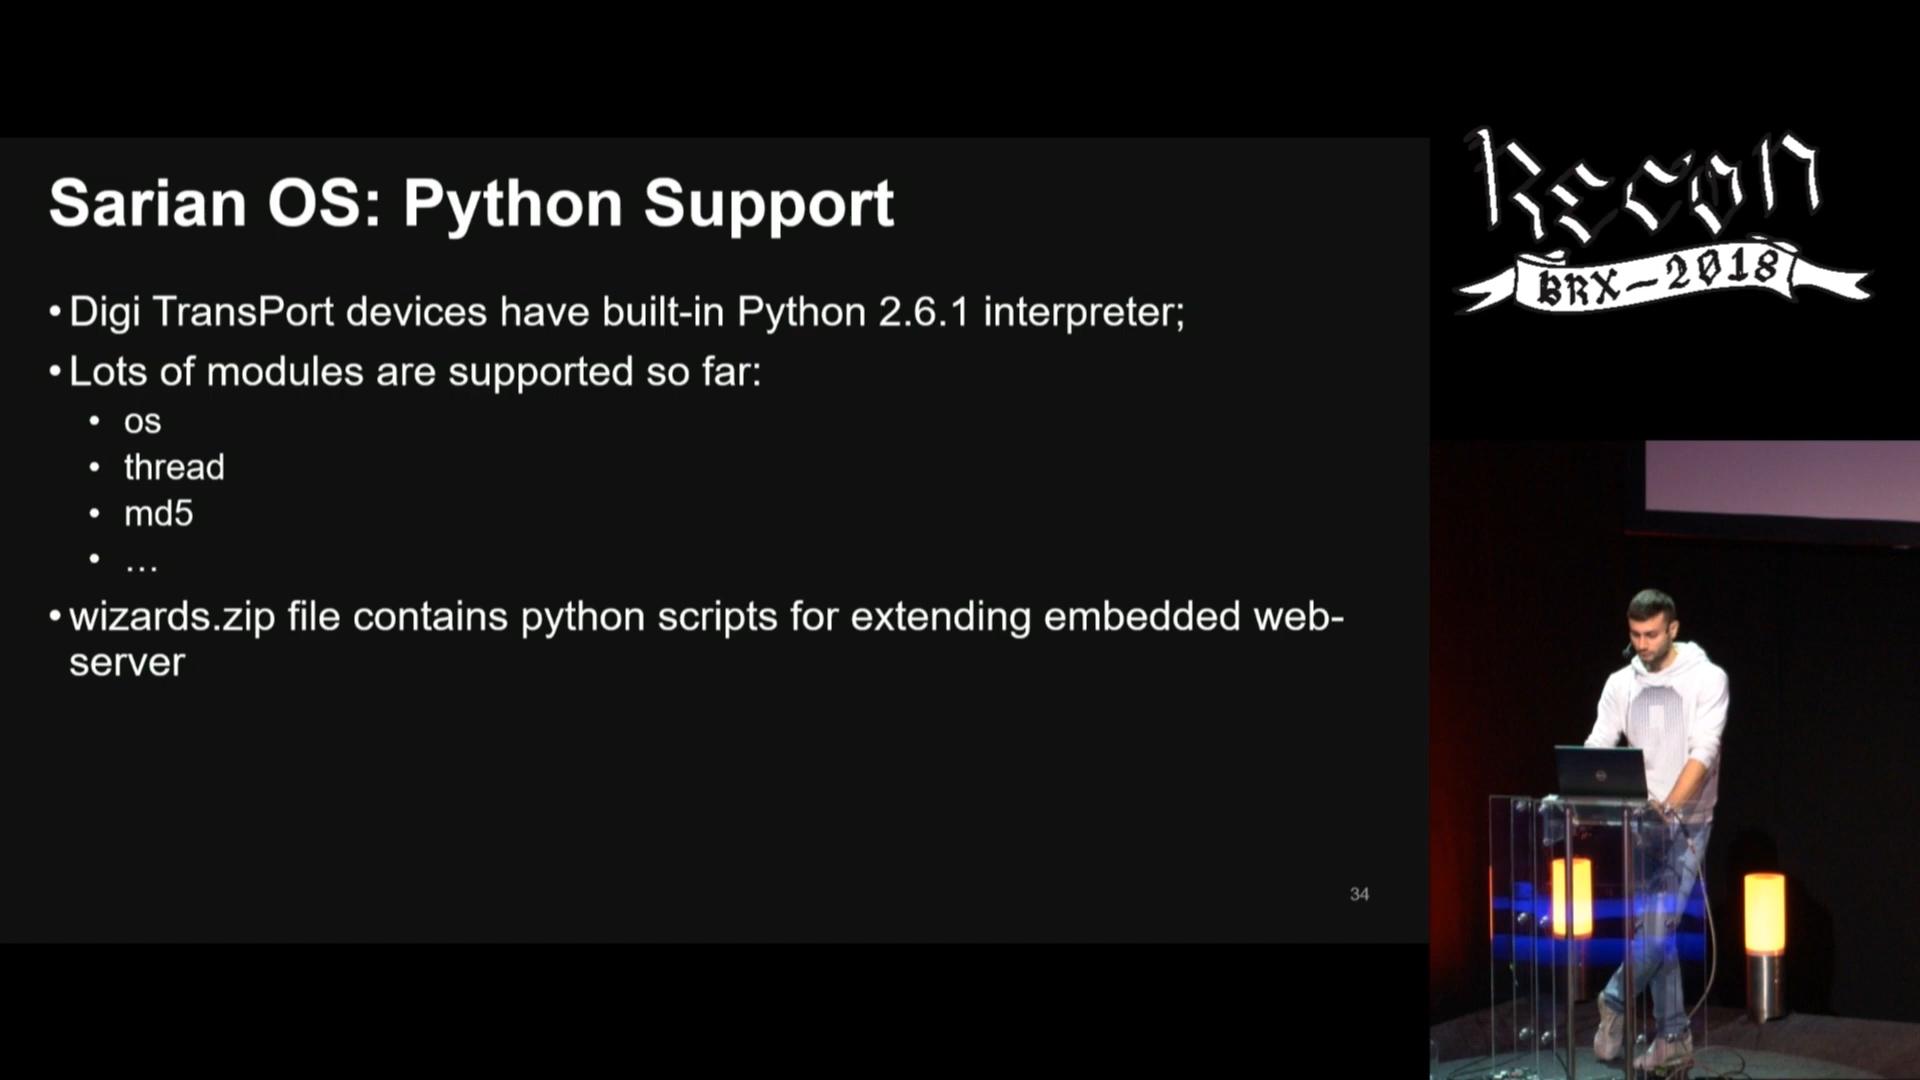 Sarian OS: Python Support
•Digi TransPort devices have built-in Python 2.6.1 interpreter;
•Lots of modules are supported so far:
• os
• thread
• md5
• …
•wizards.zip file contains python scripts for extending embedded web-
server
34
Recon
BRX-2018